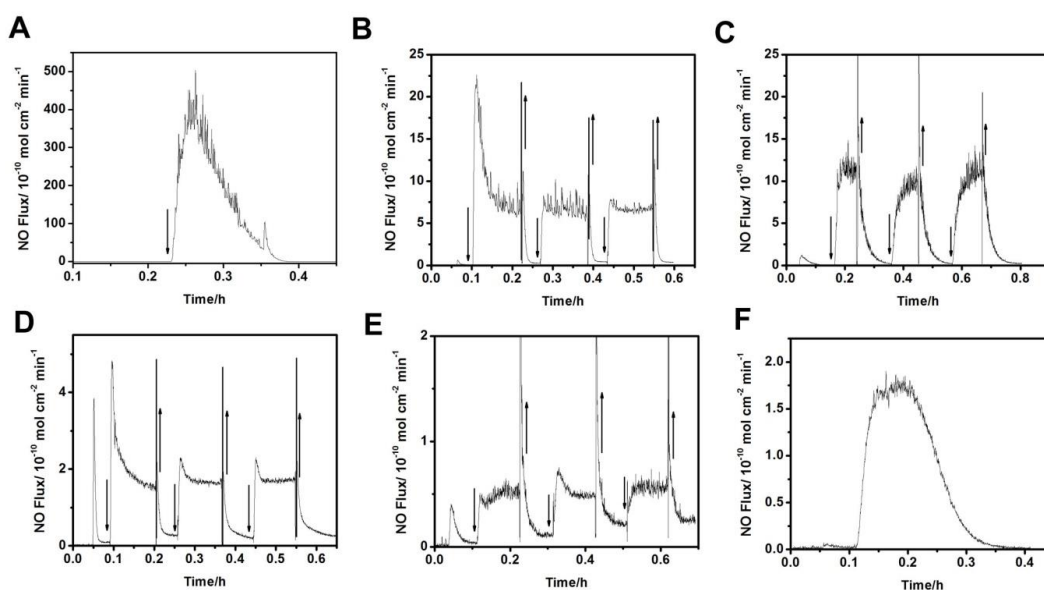 A
NO Flux/ 10⁻¹⁰ mol cm⁻² min⁻¹
500
400
300
200
100
0
0.1 0.2 0.3 0.4
Time/h
B
NO Flux/ 10⁻¹⁰ mol cm⁻² min⁻¹
25
20
15
10
5
0
0.0 0.1 0.2 0.3 0.4 0.5 0.6
Time/h
C
NO Flux/ 10⁻¹⁰ mol cm⁻² min⁻¹
25
20
15
10
5
0
0.0 0.2 0.4 0.6 0.8
Time/h
D
NO Flux/ 10⁻¹⁰ mol cm⁻² min⁻¹
4
2
0
0.0 0.1 0.2 0.3 0.4 0.5 0.6
Time/h
E
NO Flux/ 10⁻¹⁰ mol cm⁻² min⁻¹
2
1
0
0.0 0.1 0.2 0.3 0.4 0.5 0.6 0.7
Time/h
F
NO Flux/ 10⁻¹⁰ mol cm⁻² min⁻¹
2.0
1.5
1.0
0.5
0.0
0.0 0.1 0.2 0.3 0.4
Time/h